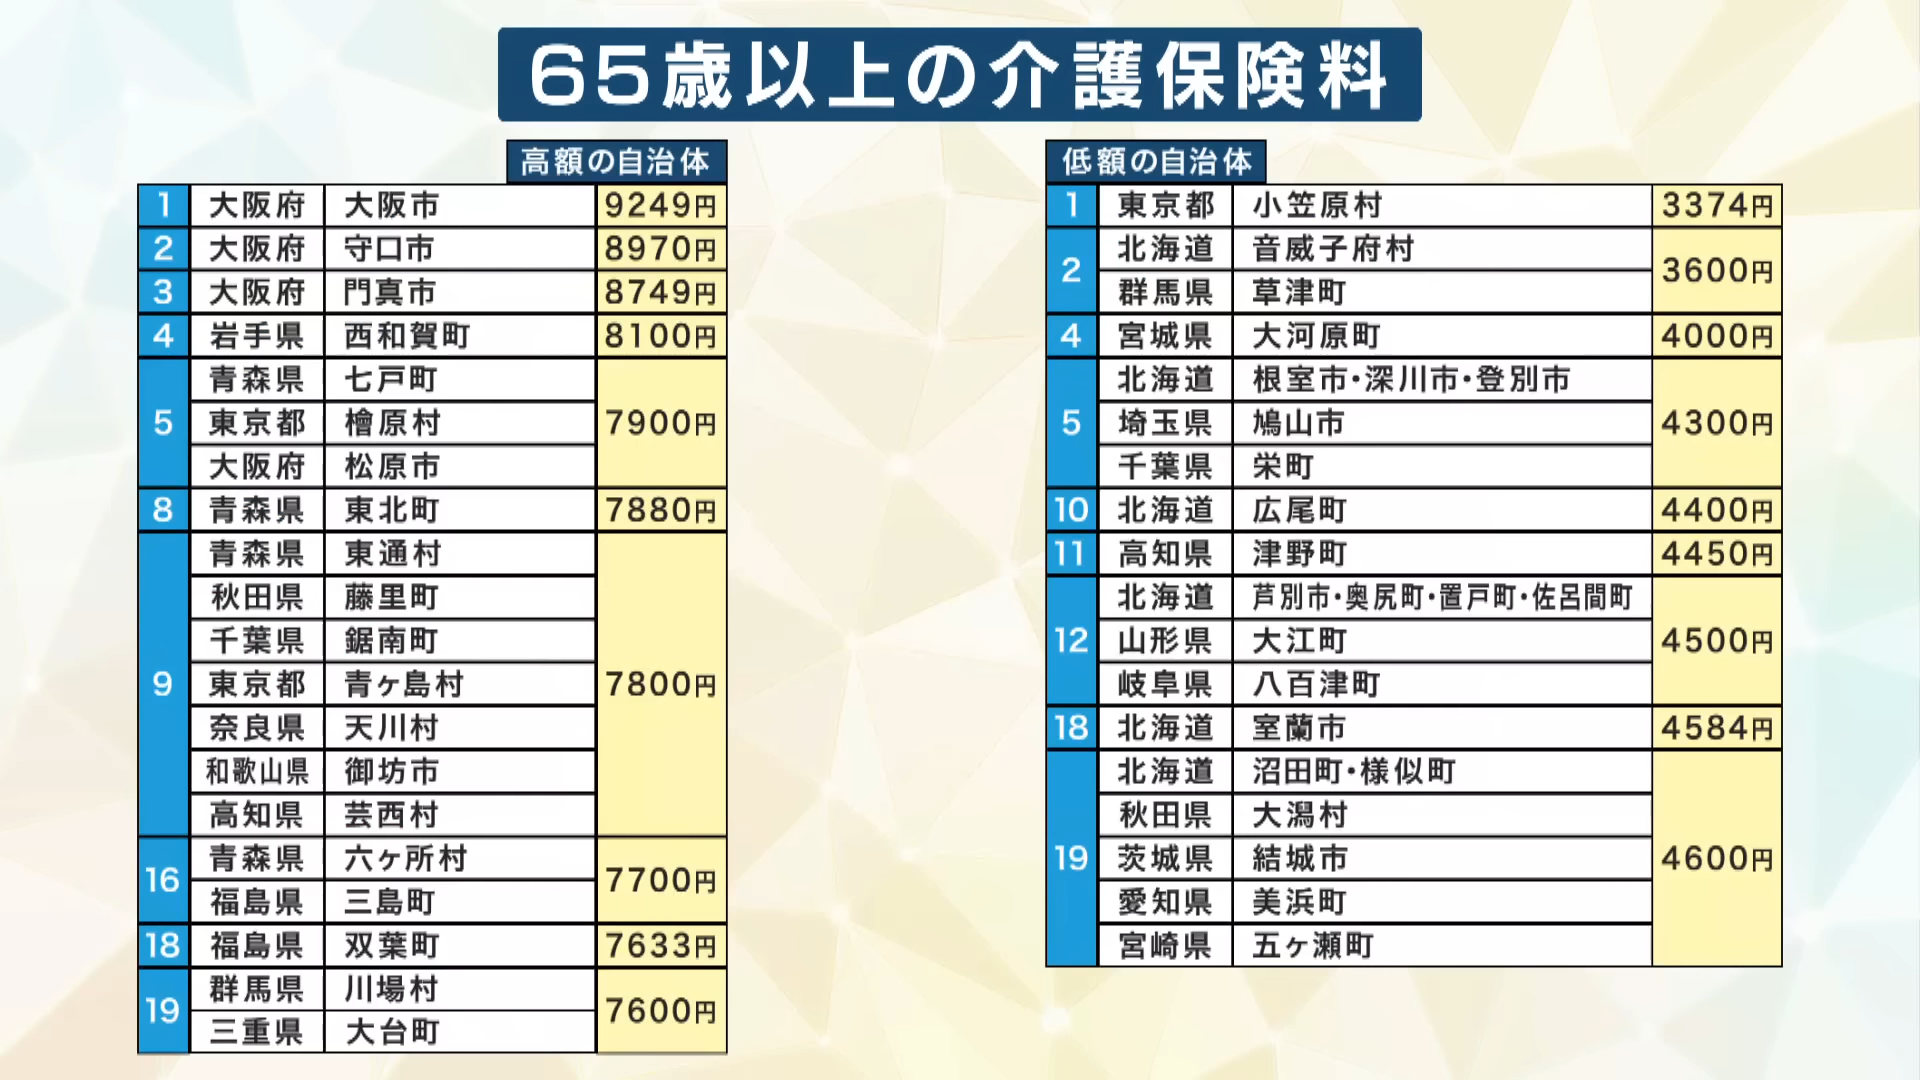 65歳以上の介護保険料
高額の自治体
1 大阪府 大阪市 9249円
2 大阪府 守口市 8970円
3 大阪府 門真市 8749円
4 岩手県 西和賀町 8100円
5 青森県 七戸町 7900円
東京都 檜原村
大阪府 松原市
8 青森県 東北町 7880円
9 青森県 東通村 7800円
秋田県 藤里町
千葉県 鋸南町
東京都 青ヶ島村
奈良県 天川村
和歌山県 御坊市
高知県 芸西村
16 青森県 六ヶ所村 7700円
福島県 三島町
18 福島県 双葉町 7633円
19 群馬県 川場村 7600円
三重県 大台町
低額の自治体
1 東京都 小笠原村 3374円
2 北海道 音威子府村 3600円
群馬県 草津町
4 宮城県 大河原町 4000円
5 北海道 根室市・深川市・登別市 4300円
埼玉県 鳩山市
千葉県 栄町
10 北海道 広尾町 4400円
11 高知県 津野町 4450円
12 北海道 芦別市・奥尻町・置戸町・佐呂間町 4500円
山形県 大江町
岐阜県 八百津町
18 北海道 室蘭市 4584円
19 北海道 沼田町・様似町 4600円
秋田県 大潟村
茨城県 結城市
愛知県 美浜町
宮崎県 五ヶ瀬町